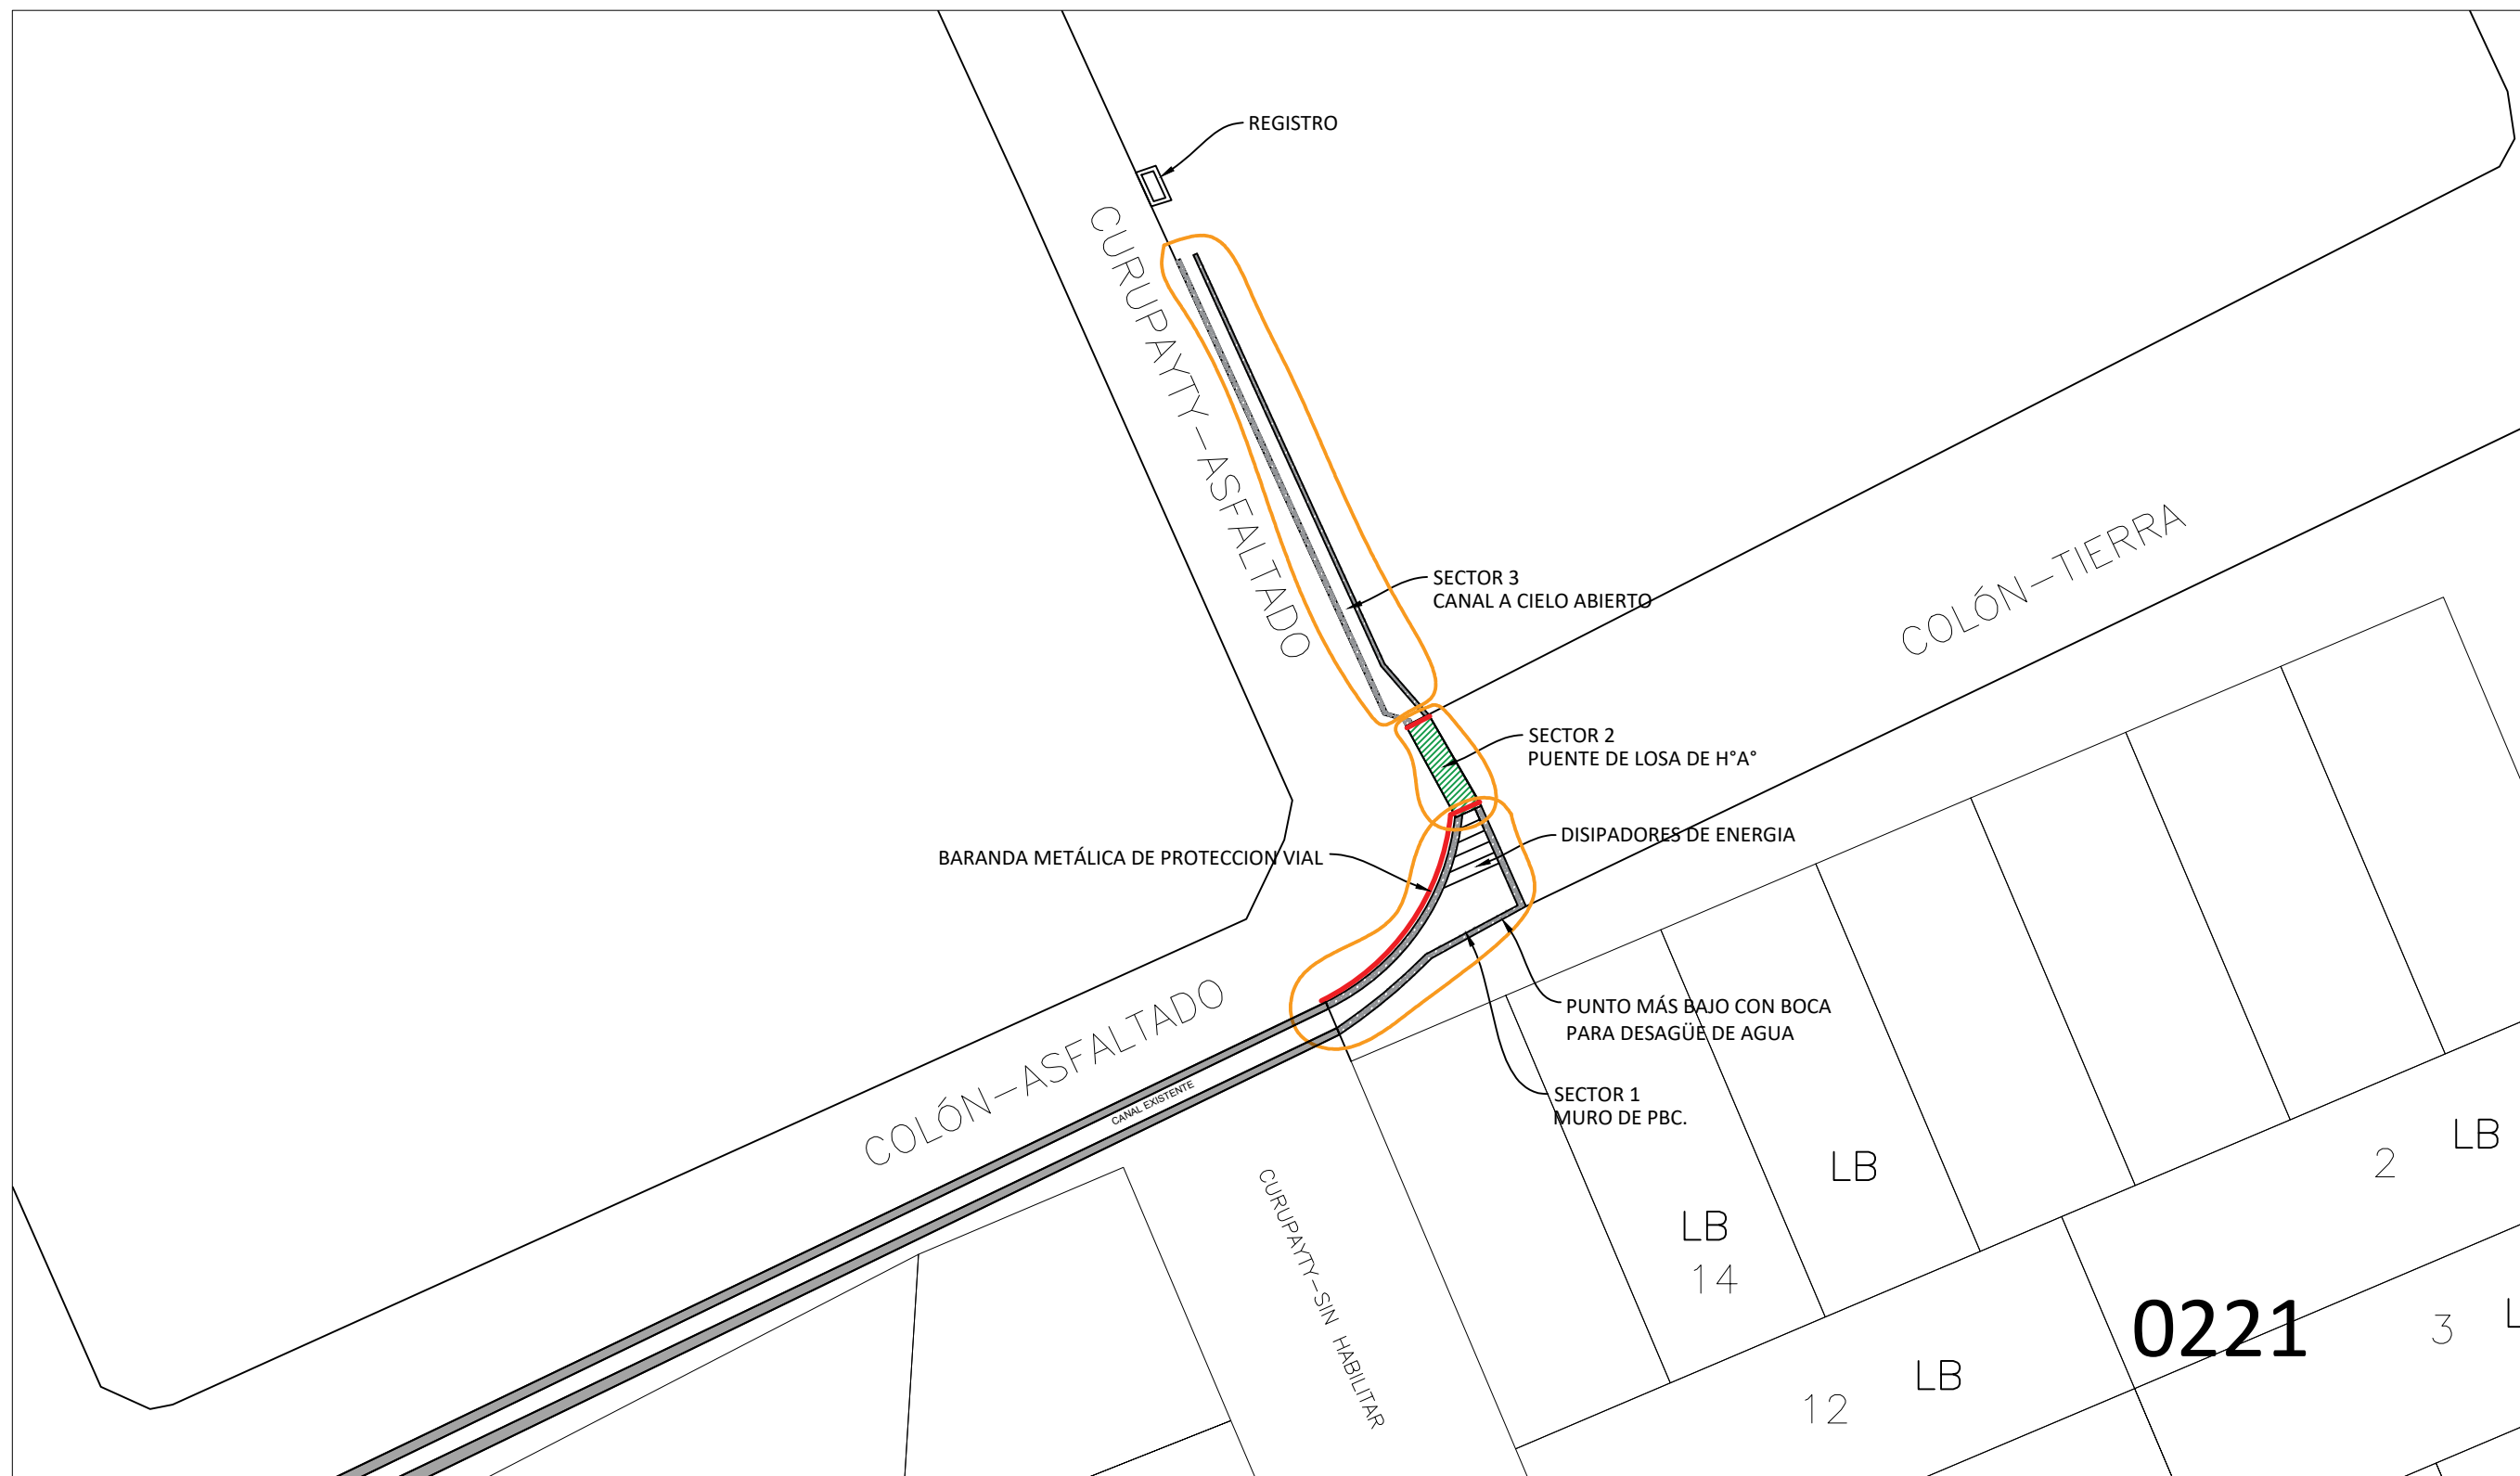 REGISTRO
CURUPAYTY-ASFALTADO
SECTOR 3
CANAL A CIELO ABIERTO
COLÓN-TIERRA
SECTOR 2
PUENTE DE LOSA DE H°A°
DISIPADORES DE ENERGIA
BARANDA METÁLICA DE PROTECCION VIAL
PUNTO MÁS BAJO CON BOCA
PARA DESAGÜE DE AGUA
COLÓN-ASFALTADO
CANAL EXISTENTE
SECTOR 1
MURO DE PBC.
CURUPAYTY-SIN HABILITAR
LB
LB
2
LB
14
0221
3
L
LB
12